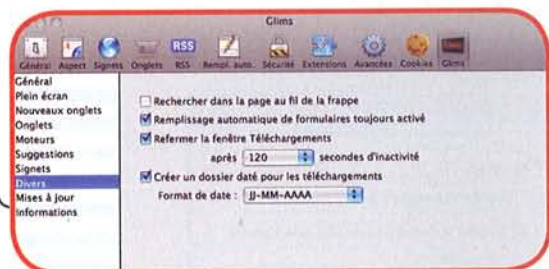 Glims
Général Aspect Signets Onglets RSS Rempl. auto. Sécurité Extensions Avancées Cookies Glims
RSS
Général
Plein écran
Nouveaux onglets
Onglets
Moteurs
Suggestions
Signets
Divers
Mises à jour
Informations
Rechercher dans la page au fil de la frappe
Remplissage automatique de formulaires toujours activé
Refermer la fenêtre Téléchargements
après 120 secondes d'inactivité
Créer un dossier daté pour les téléchargements
Format de date : JJ-MM-AAAA